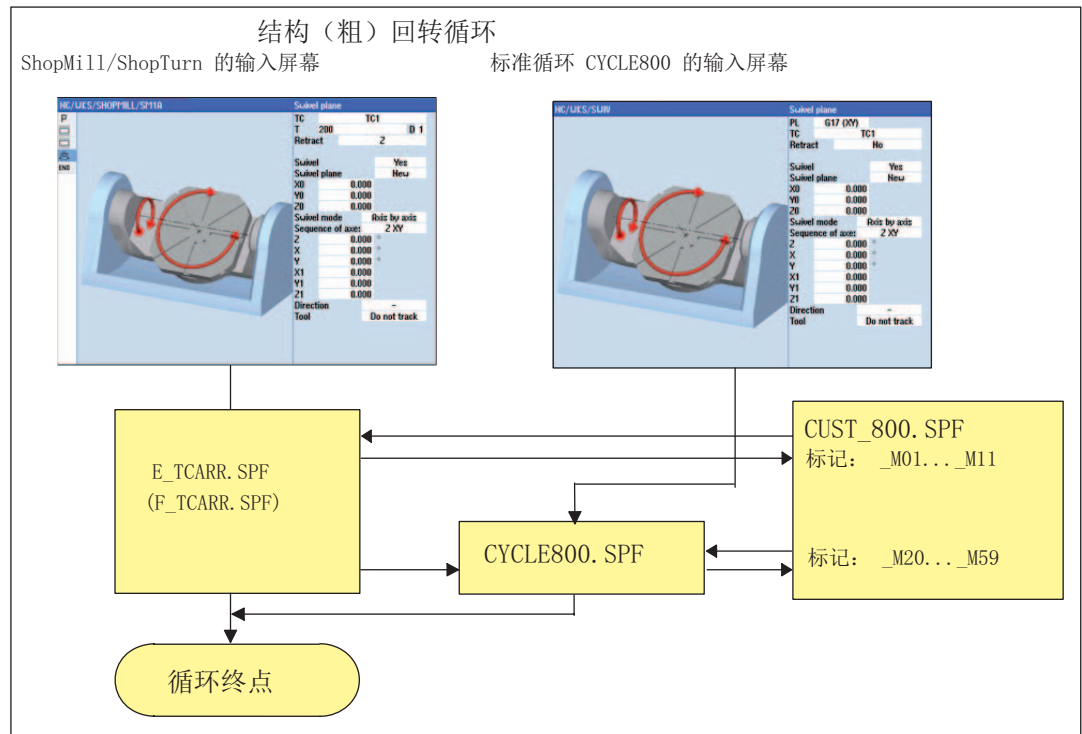 结构（粗）回转循环
ShopMill/ShopTurn 的输入屏幕
标准循环 CYCLE800 的输入屏幕
NC/WKS/SHOPMILL/SM1A
Swivel plane
P
END
TC TC1
T 200 D 1
Retract Z
Swivel Yes
Swivel plane New
X0 0.000
Y0 0.000
Z0 0.000
Swivel mode Axis by axis
Sequence of axe: Z XY
Z 0.000 °
X 0.000 °
Y 0.000 °
X1 0.000
Y1 0.000
Z1 0.000
Direction -
Tool Do not track
NC/WKS/SWIV
Swivel plane
PL G17 (XY)
TC TC1
Retract No
Swivel Yes
Swivel plane New
X0 0.000
Y0 0.000
Z0 0.000
Swivel mode Axis by axis
Sequence of axe: Z XY
Z 0.000 °
X 0.000 °
Y 0.000 °
X1 0.000
Y1 0.000
Z1 0.000
Direction -
Tool Do not track
E_TCARR.SPF
(F_TCARR.SPF)
CYCLE800.SPF
CUST_800.SPF
标记： _M01..._M11
标记： _M20..._M59
循环终点